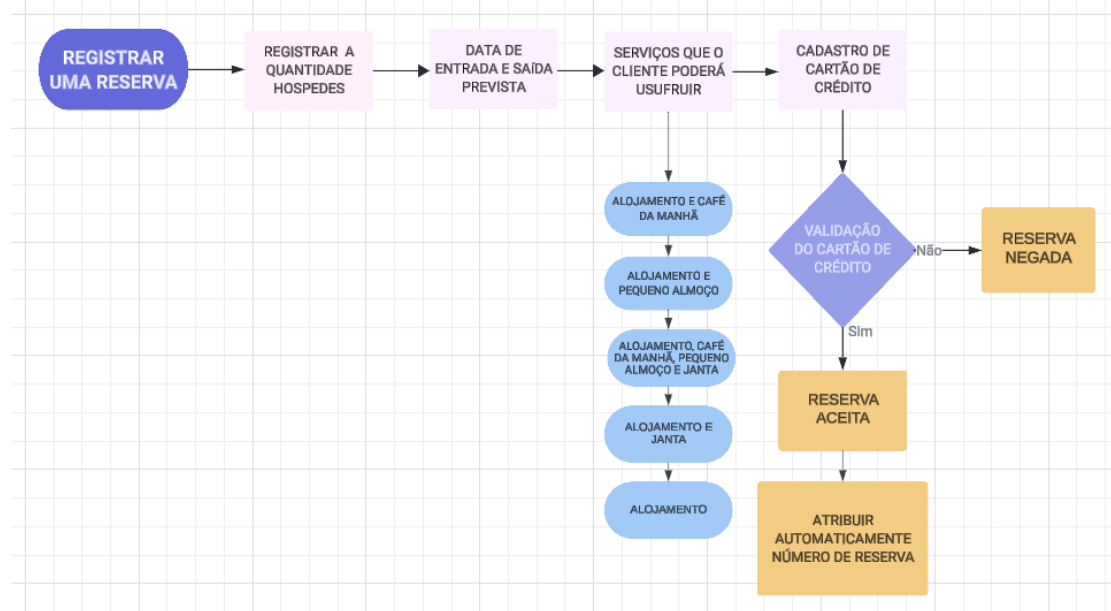 REGISTRAR
UMA RESERVA
REGISTRAR A
QUANTIDADE
HOSPEDES
DATA DE
ENTRADA E SAÍDA
PREVISTA
SERVIÇOS QUE O
CLIENTE PODERÁ
USUFRUIR
CADASTRO DE
CARTÃO DE
CRÉDITO
ALOJAMENTO E CAFÉ
DA MANHÃ
ALOJAMENTO E
PEQUENO ALMOÇO
ALOJAMENTO, CAFÉ
DA MANHÃ, PEQUENO
ALMOÇO E JANTA
ALOJAMENTO E
JANTA
ALOJAMENTO
VALIDAÇÃO
DO CARTÃO DE
CRÉDITO
Não
RESERVA
NEGADA
Sim
RESERVA
ACEITA
ATRIBUIR
AUTOMATICAMENTE
NÚMERO DE RESERVA